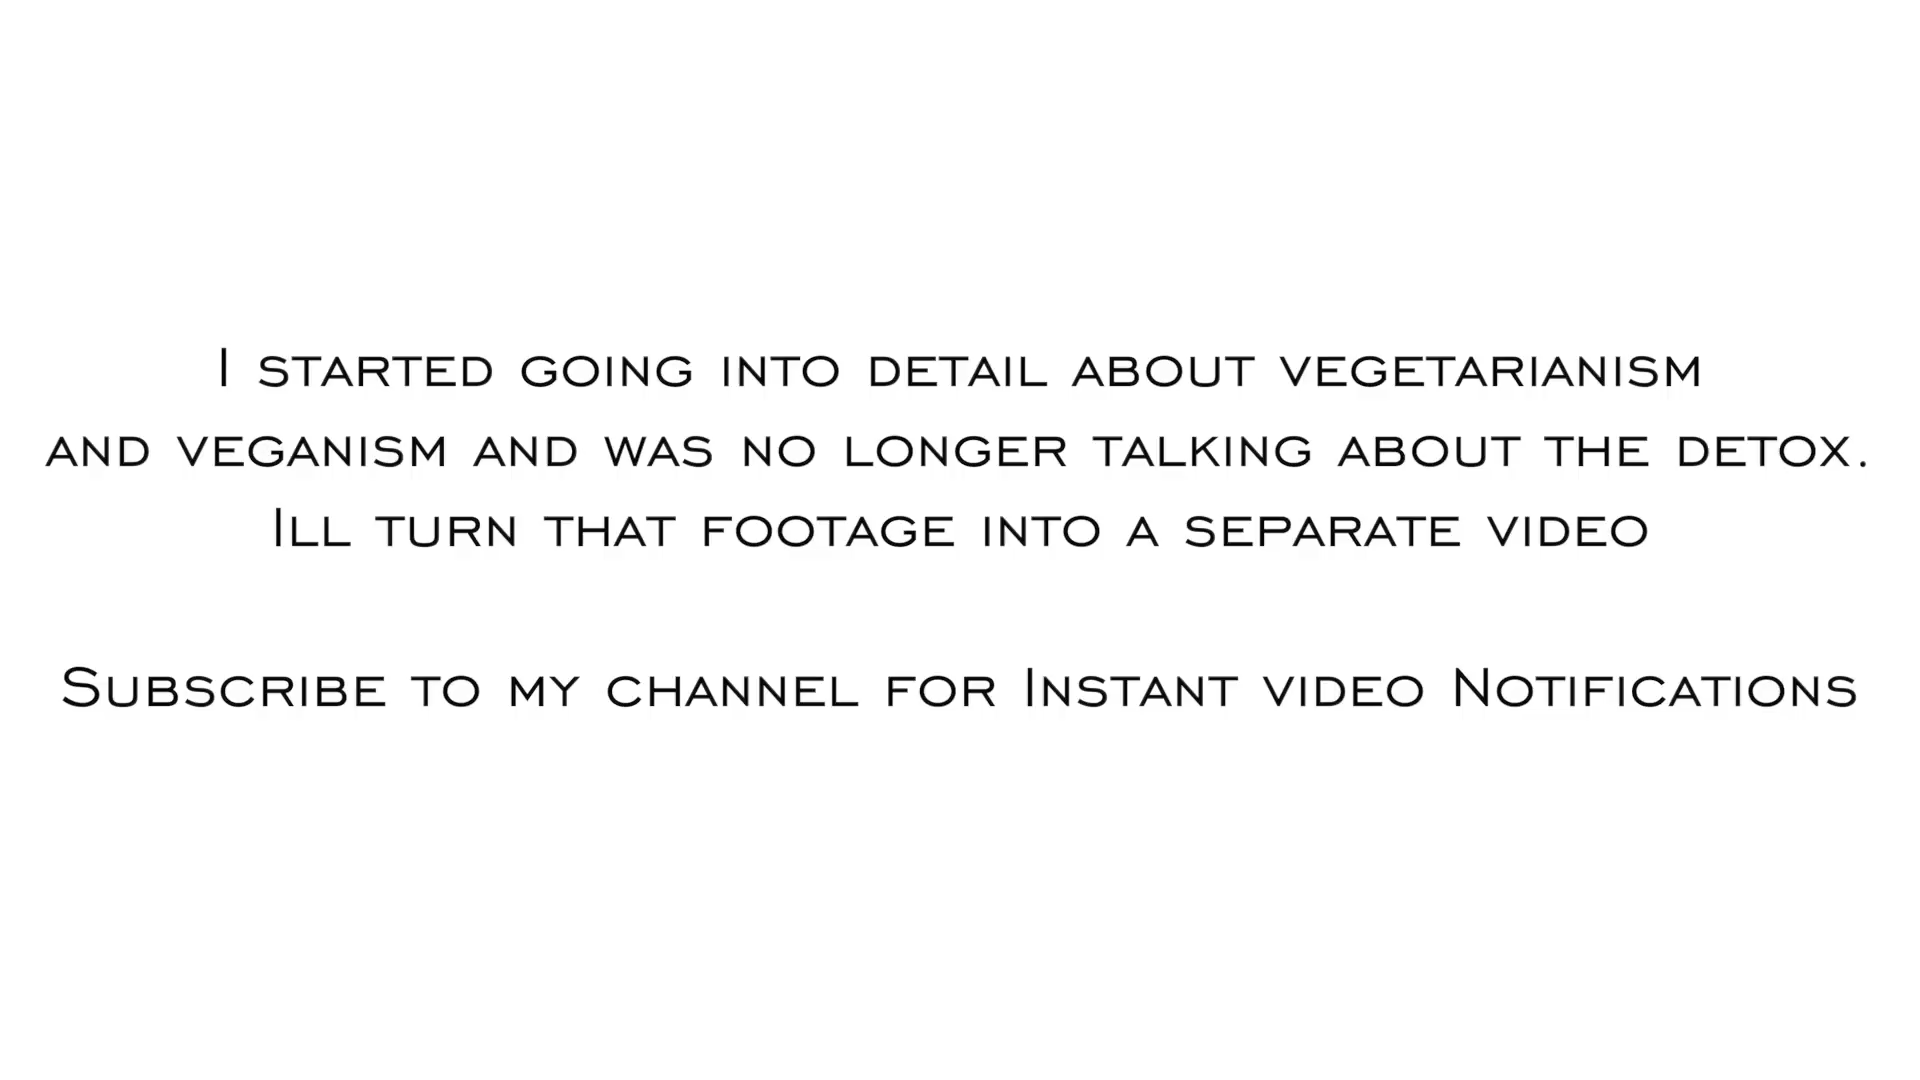 I started going into detail about vegetarianism
and veganism and was no longer talking about the detox.
Ill turn that footage into a separate video
Subscribe to my channel for Instant video Notifications